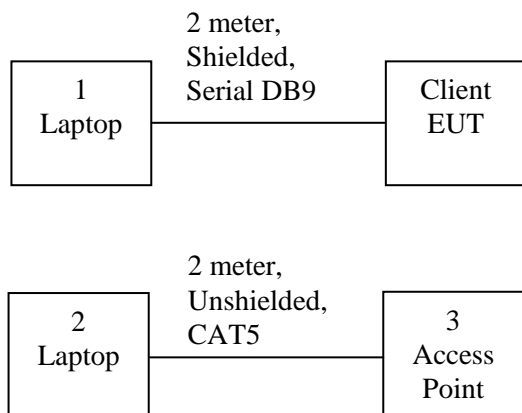 2 meter,
Shielded,
Serial DB9
1
Laptop
Client
EUT
2 meter,
Unshielded,
CAT5
2
Laptop
3
Access
Point